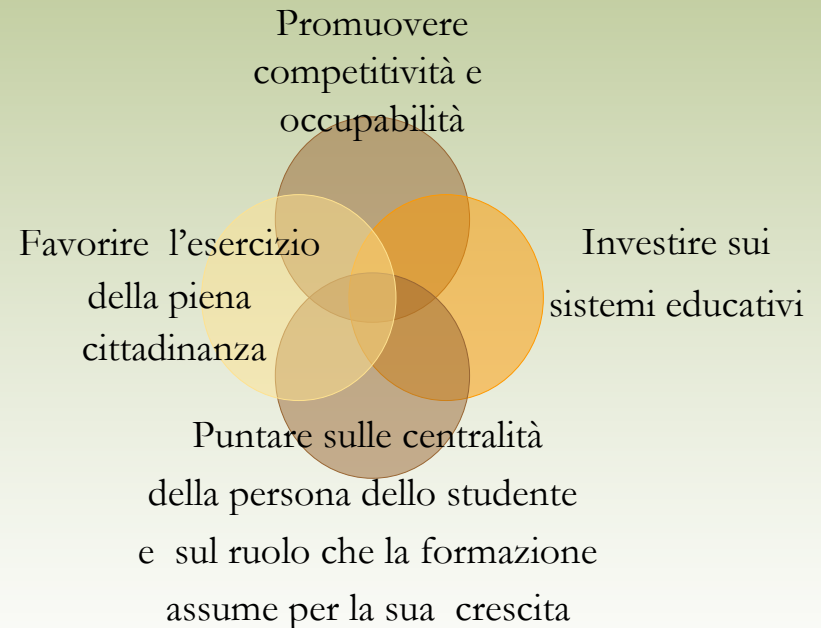 Promuovere
competitività e
occupabilità
Favorire l'esercizio
della piena
cittadinanza
Investire sui
sistemi educativi
Puntare sulle centralità
della persona dello studente
e sul ruolo che la formazione
assume per la sua crescita